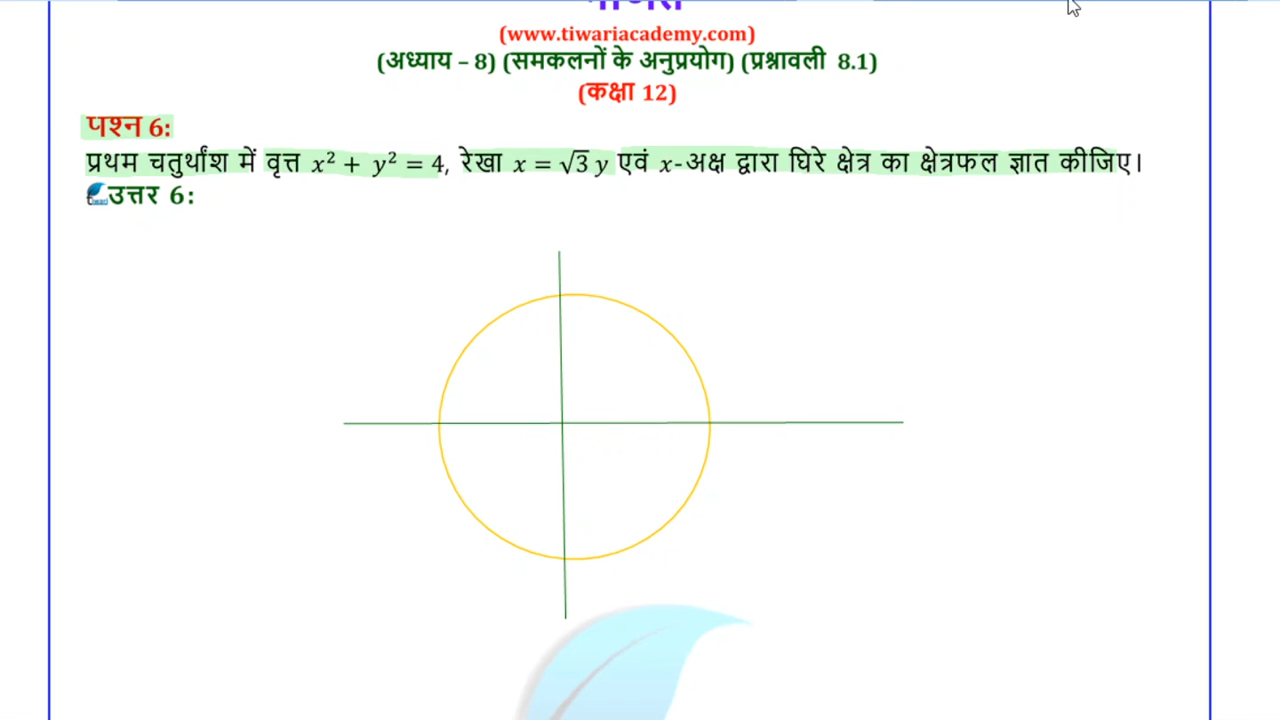 (www.tiwariacademy.com)
(अध्याय – 8) (समकलनों के अनुप्रयोग) (प्रश्नावली 8.1)
(कक्षा 12)
प्रश्न 6:
प्रथम चतुर्थांश में वृत्त x² + y² = 4, रेखा x = √3 y एवं x-अक्ष द्वारा घिरे क्षेत्र का क्षेत्रफल ज्ञात कीजिए।
उत्तर 6: